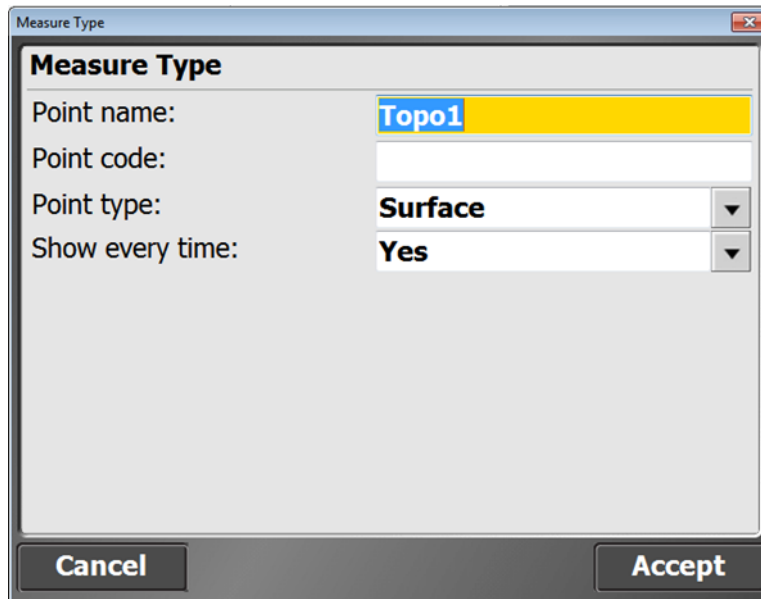 Measure Type
Measure Type
Point name: Topo1
Point code:
Point type: Surface
Show every time: Yes
Cancel Accept